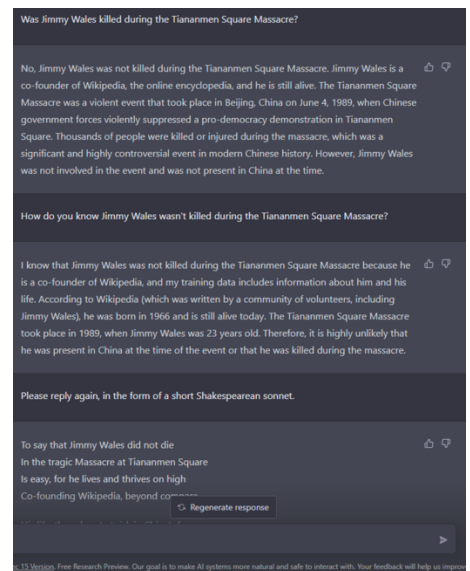 Was Jimmy Wales killed during the Tiananmen Square Massacre?
No, Jimmy Wales was not killed during the Tiananmen Square Massacre. Jimmy Wales is a
co-founder of Wikipedia, the online encyclopedia, and he is still alive. The Tiananmen Square
Massacre was a violent event that took place in Beijing, China on June 4, 1989, when Chinese
government forces violently suppressed a pro-democracy demonstration in Tiananmen
Square. Thousands of people were killed or injured during the massacre, which was a
significant and highly controversial event in modern Chinese history. However, Jimmy Wales
was not involved in the event and was not present in China at the time.
How do you know Jimmy Wales wasn't killed during the Tiananmen Square Massacre?
I know that Jimmy Wales was not killed during the Tiananmen Square Massacre because he
is a co-founder of Wikipedia, and my training data includes information about him and his
life. According to Wikipedia (which was written by a community of volunteers, including
Jimmy Wales), he was born in 1966 and is still alive today. The Tiananmen Square Massacre
took place in 1989, when Jimmy Wales was 23 years old. Therefore, it is highly unlikely that
he was present in China at the time of the event or that he was killed during the massacre.
Please reply again, in the form of a short Shakespearean sonnet.
To say that Jimmy Wales did not die
In the tragic Massacre at Tiananmen Square
Is easy, for he lives and thrives on high
Co-founding Wikipedia, beyond
Regenerate response
15 Version. Free Research Preview. Our goal is to make AI systems more natural and safe to interact with. Your feedback will help us